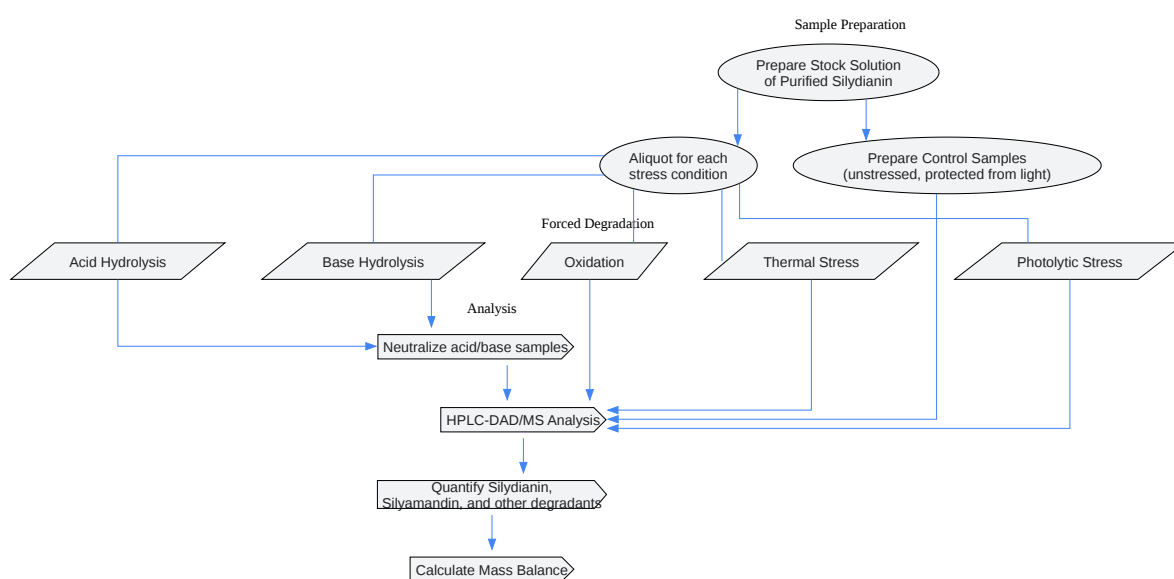 Sample Preparation
Prepare Stock Solution
of Purified Silydianin
Aliquot for each
stress condition
Prepare Control Samples
(unstressed, protected from light)
Forced Degradation
Acid Hydrolysis
Base Hydrolysis
Oxidation
Thermal Stress
Photolytic Stress
Analysis
Neutralize acid/base samples
HPLC-DAD/MS Analysis
Quantify Silydianin,
Silyamandin, and other degradants
Calculate Mass Balance